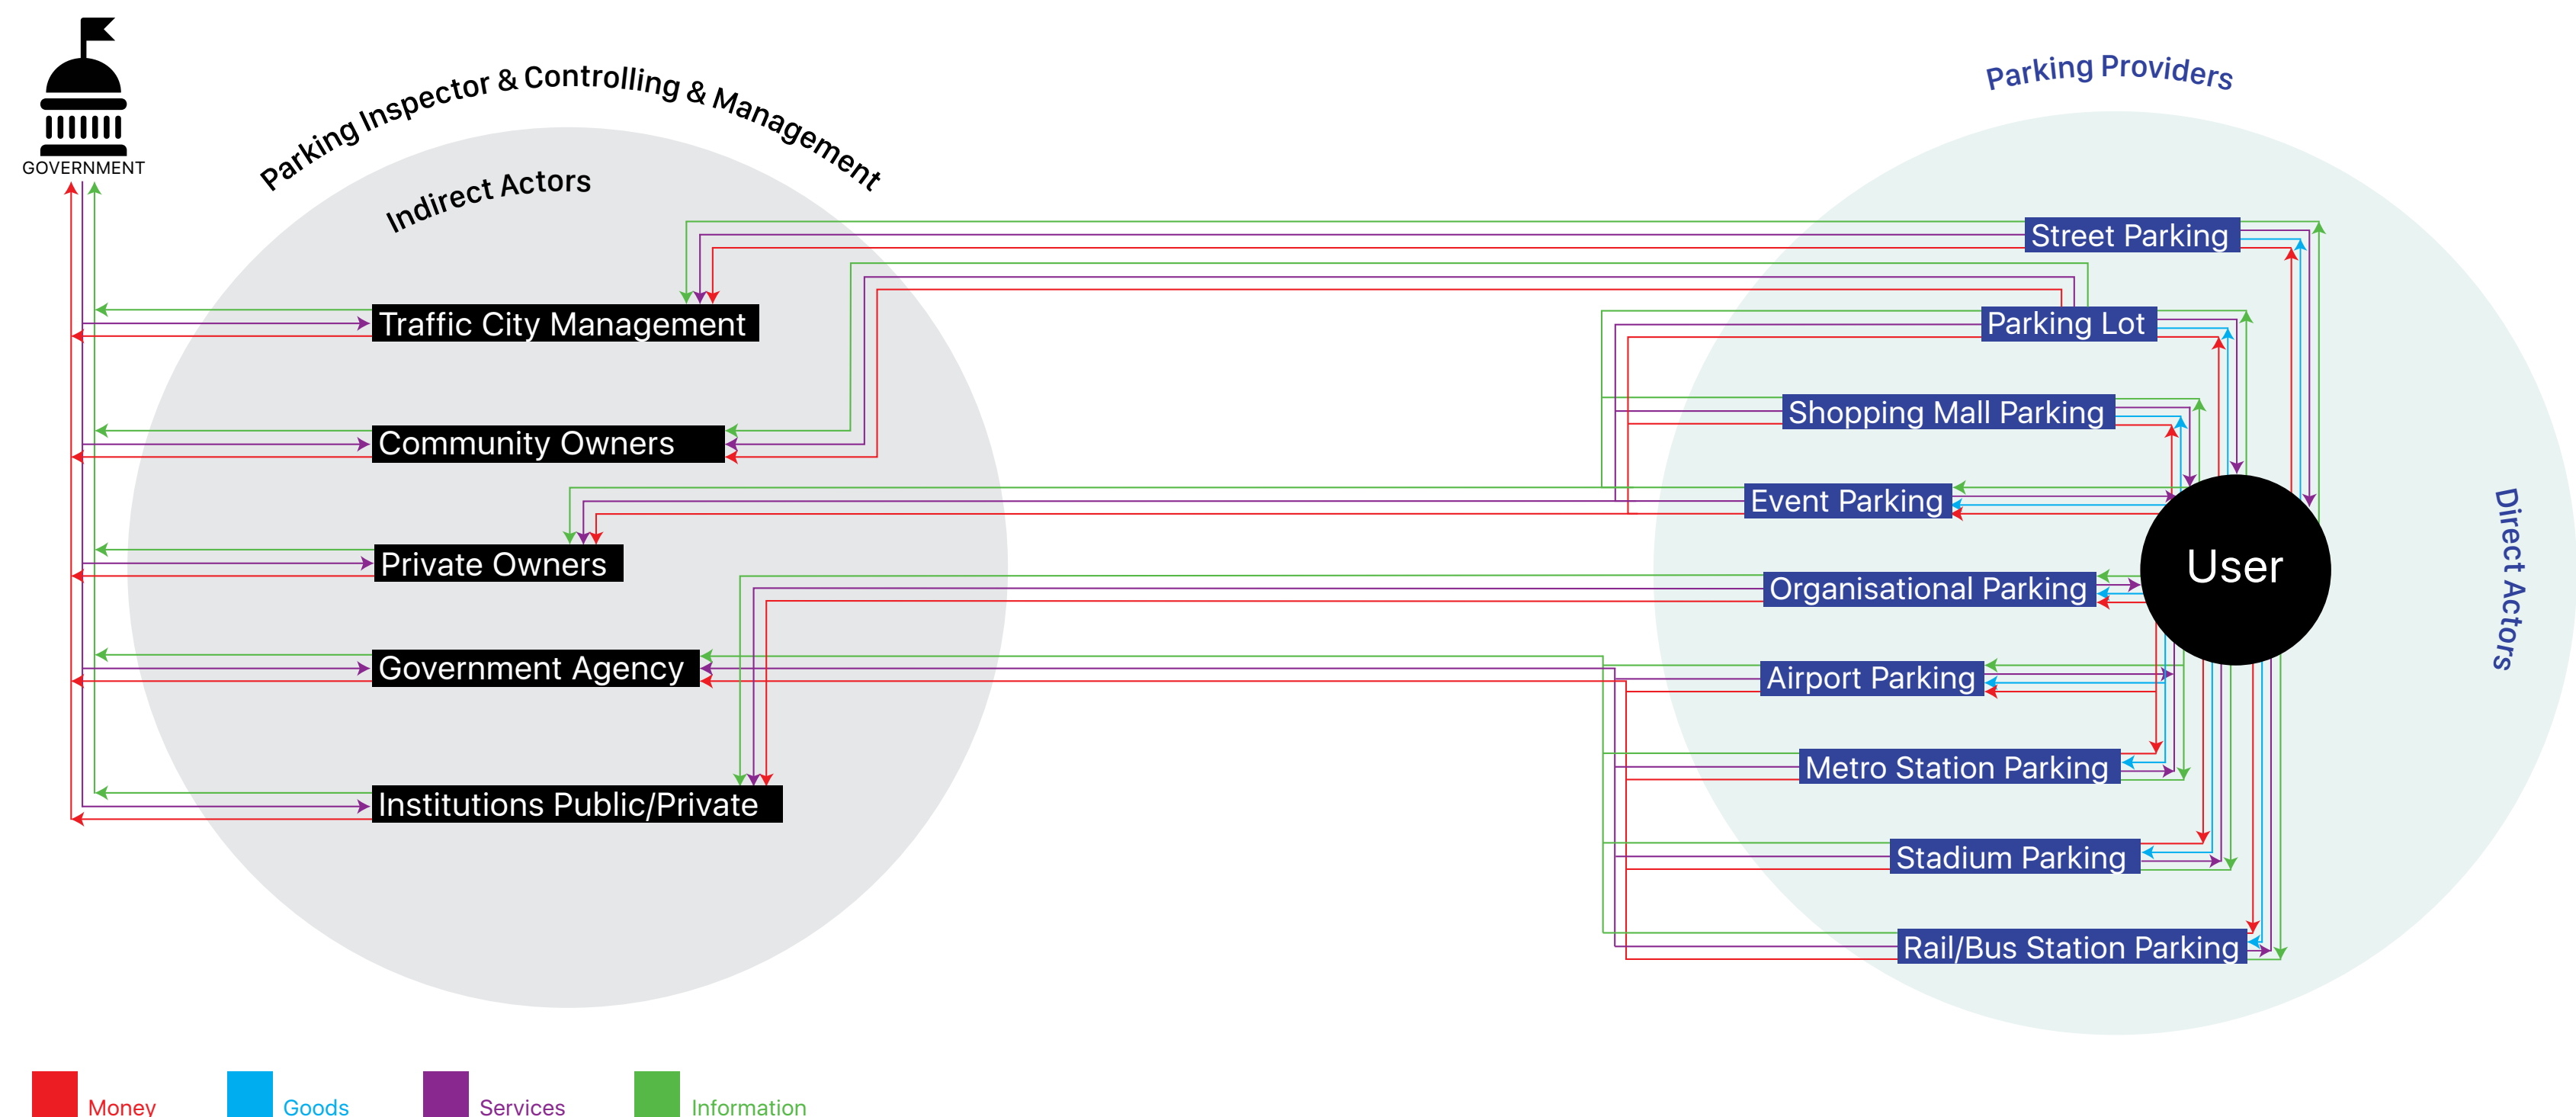 GOVERNMENT
Parking Inspector & Controlling & Management
Indirect Actors
Traffic City Management
Community Owners
Private Owners
Government Agency
Institutions Public/Private
Parking Providers
Direct Actors
Street Parking
Parking Lot
Shopping Mall Parking
Event Parking
Organisational Parking
Airport Parking
Metro Station Parking
Stadium Parking
Rail/Bus Station Parking
User
Money
Goods
Services
Information